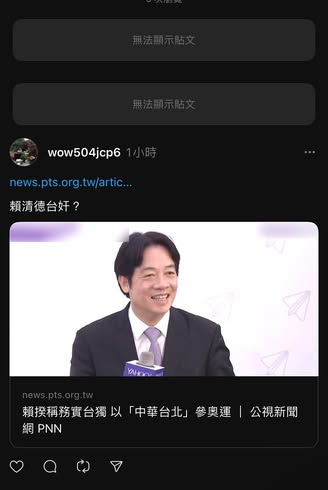 無法顯示貼文
無法顯示貼文
wow504jcp6 1小時
news.pts.org.tw/artic...
賴清德台奸？
YAHOO!
news.pts.org.tw
賴揆稱務實台獨 以「中華台北」參奧運 ｜ 公視新聞
網 PNN